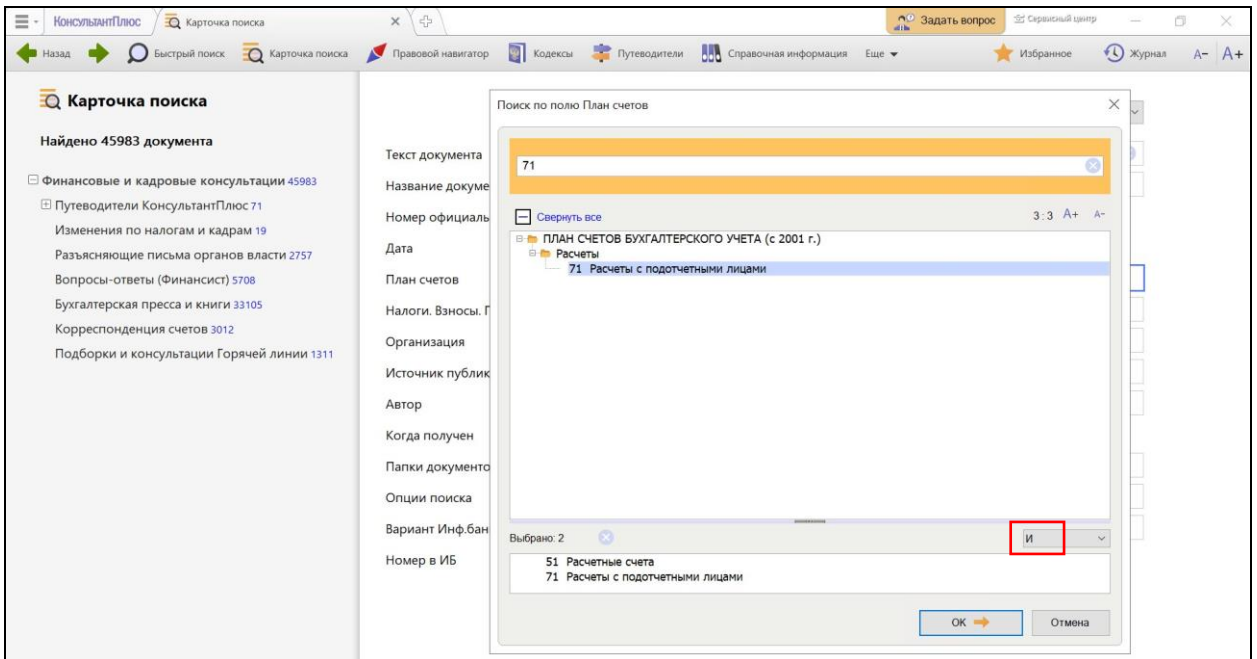 КонсультантПлюс
Карточка поиска
Задать вопрос
Сервисный центр
Назад
Быстрый поиск
Карточка поиска
Правовой навигатор
Кодексы
Путеводители
Справочная информация
Еще
Избранное
Журнал
A−
A+
Карточка поиска
Найдено 45983 документа
Финансовые и кадровые консультации 45983
Путеводители КонсультантПлюс 71
Изменения по налогам и кадрам 19
Разъясняющие письма органов власти 2757
Вопросы-ответы (Финансист) 5708
Бухгалтерская пресса и книги 33105
Корреспонденция счетов 3012
Подборки и консультации Горячей линии 1311
Текст документа
Название докуме
Номер официаль
Дата
План счетов
Налоги. Взносы. П
Организация
Источник публик
Автор
Когда получен
Папки документо
Опции поиска
Вариант Инф.бан
Номер в ИБ
Поиск по полю План счетов
71
Свернуть все
3 : 3 A+ A−
ПЛАН СЧЕТОВ БУХГАЛТЕРСКОГО УЧЕТА (с 2001 г.)
Расчеты
71 Расчеты с подотчетными лицами
Выбрано: 2
И
51 Расчетные счета
71 Расчеты с подотчетными лицами
ОК
Отмена